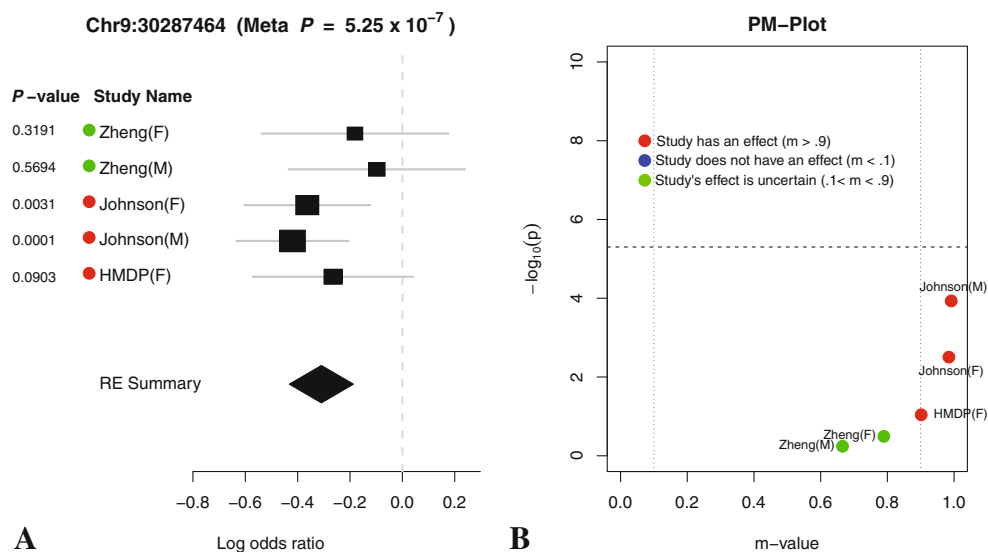 Chr9:30287464 (Meta P = 5.25 x 10⁻⁷ )
P −value Study Name
0.3191 Zheng(F)
0.5694 Zheng(M)
0.0031 Johnson(F)
0.0001 Johnson(M)
0.0903 HMDP(F)
RE Summary
−0.8 −0.6 −0.4 −0.2 0.0 0.2
Log odds ratio
A
PM−Plot
−log₁₀(p)
10
8
6
4
2
0
Study has an effect (m > .9)
Study does not have an effect (m < .1)
Study's effect is uncertain (.1< m < .9)
Johnson(M)
Johnson(F)
HMDP(F)
Zheng(F)
Zheng(M)
0.0 0.2 0.4 0.6 0.8 1.0
m−value
B